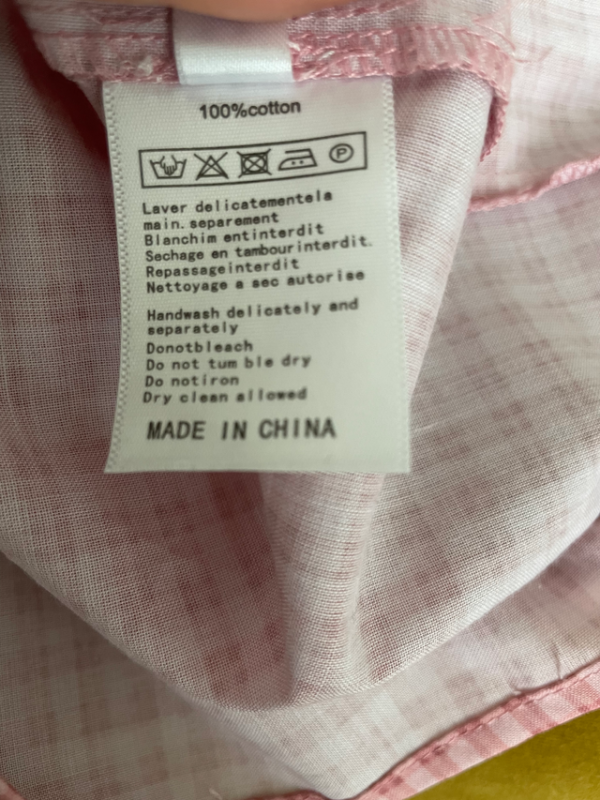 100%cotton
P
Laver delicatementela
main. separement
Blanchim entinterdit
Sechage en tambourinterdit.
Repassageinterdit
Nettoyage a sec autorise
Handwash delicately and
separately
Donotbleach
Do not tum ble dry
Do notiron
Dry clean allowed
MADE IN CHINA